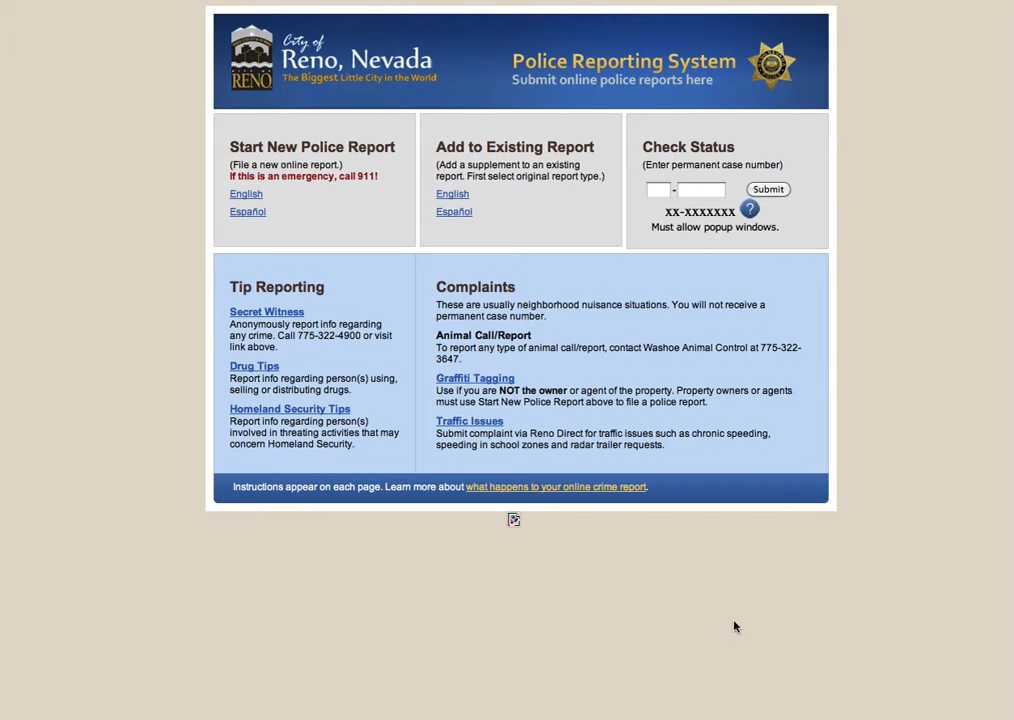 City of
Reno, Nevada
The Biggest Little City in the World
RENO
Police Reporting System
Submit online police reports here
Start New Police Report
(File a new online report.)
If this is an emergency, call 911!
English
Español
Add to Existing Report
(Add a supplement to an existing
report. First select original report type.)
English
Español
Check Status
(Enter permanent case number)
- Submit
xx-xxxxxxx ?
Must allow popup windows.
Tip Reporting
Secret Witness
Anonymously report info regarding
any crime. Call 775-322-4900 or visit
link above.
Drug Tips
Report info regarding person(s) using,
selling or distributing drugs.
Homeland Security Tips
Report info regarding person(s)
involved in threating activities that may
concern Homeland Security.
Complaints
These are usually neighborhood nuisance situations. You will not receive a
permanent case number.
Animal Call/Report
To report any type of animal call/report, contact Washoe Animal Control at 775-322-
3647.
Graffiti Tagging
Use if you are NOT the owner or agent of the property. Property owners or agents
must use Start New Police Report above to file a police report.
Traffic Issues
Submit complaint via Reno Direct for traffic issues such as chronic speeding,
speeding in school zones and radar trailer requests.
Instructions appear on each page. Learn more about what happens to your online crime report.